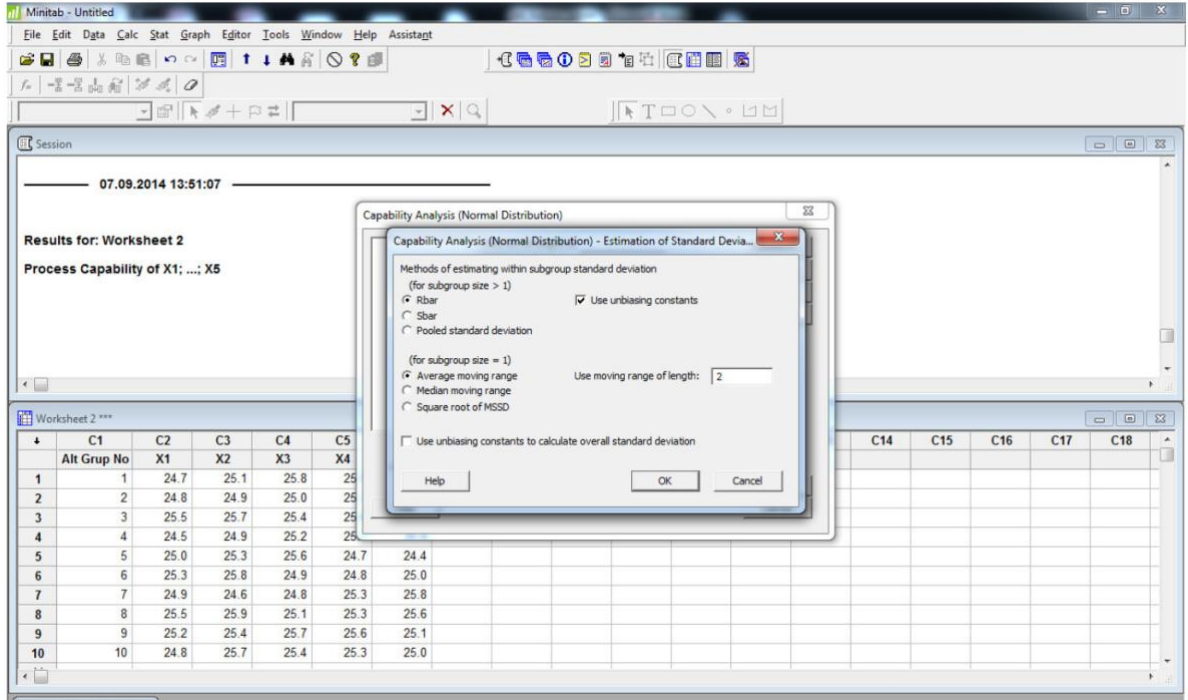 Minitab - Untitled
File Edit Data Calc Stat Graph Editor Tools Window Help Assistant
Session
07.09.2014 13:51:07
Results for: Worksheet 2
Process Capability of X1; ...; X5
Capability Analysis (Normal Distribution)
Capability Analysis (Normal Distribution) - Estimation of Standard Devia...
Methods of estimating within subgroup standard deviation
(for subgroup size > 1)
Rbar Use unbiasing constants
Sbar
Pooled standard deviation
(for subgroup size = 1)
Average moving range Use moving range of length: 2
Median moving range
Square root of MSSD
Use unbiasing constants to calculate overall standard deviation
Help OK Cancel
Worksheet 2 ***
C1 C2 C3 C4 C5 C14 C15 C16 C17 C18
Alt Grup No X1 X2 X3 X4
1 1 24.7 25.1 25.8 25
2 2 24.8 24.9 25.0 25
3 3 25.5 25.7 25.4 25
4 4 24.5 24.9 25.2 25
5 5 25.0 25.3 25.6 24.7 24.4
6 6 25.3 25.8 24.9 24.8 25.0
7 7 24.9 24.6 24.8 25.3 25.8
8 8 25.5 25.9 25.1 25.3 25.6
9 9 25.2 25.4 25.7 25.6 25.1
10 10 24.8 25.7 25.4 25.3 25.0